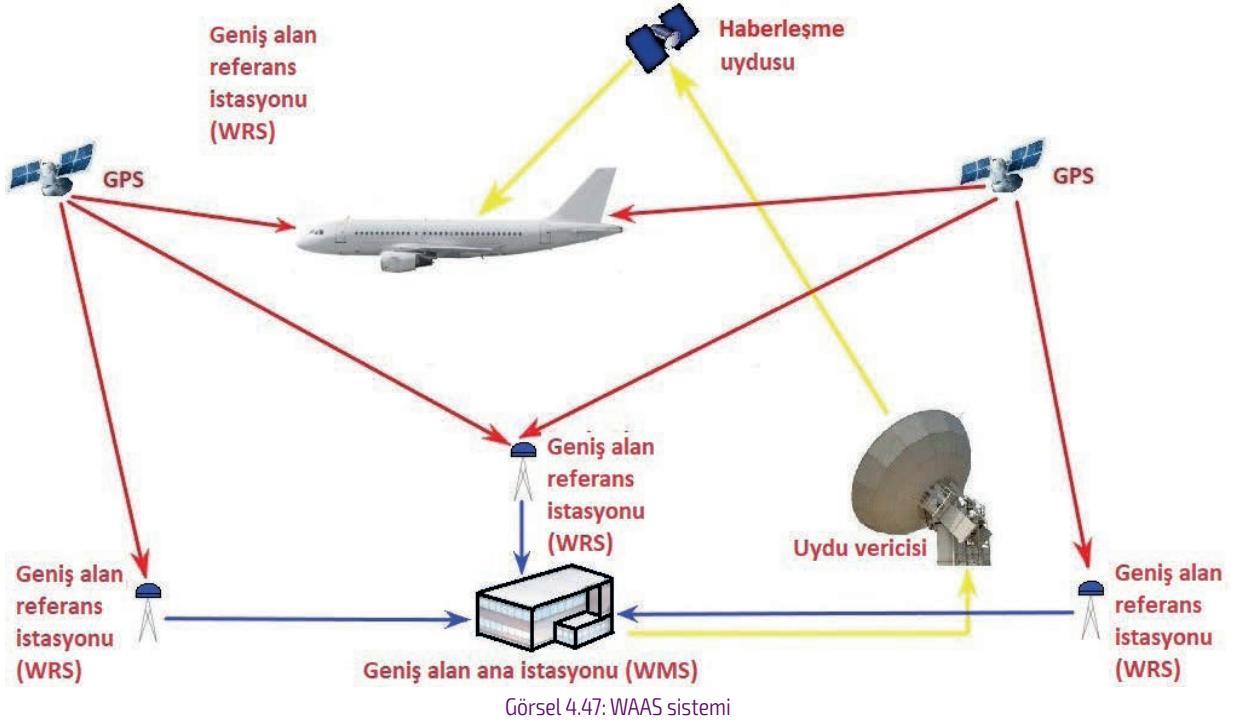 Geniş alan
referans
istasyonu
(WRS)
Haberleşme
uydusu
GPS
GPS
Geniş alan
referans
istasyonu
(WRS)
Uydu vericisi
Geniş alan
referans
istasyonu
(WRS)
Geniş alan
referans
istasyonu
(WRS)
Geniş alan ana istasyonu (WMS)
Görsel 4.47: WAAS sistemi